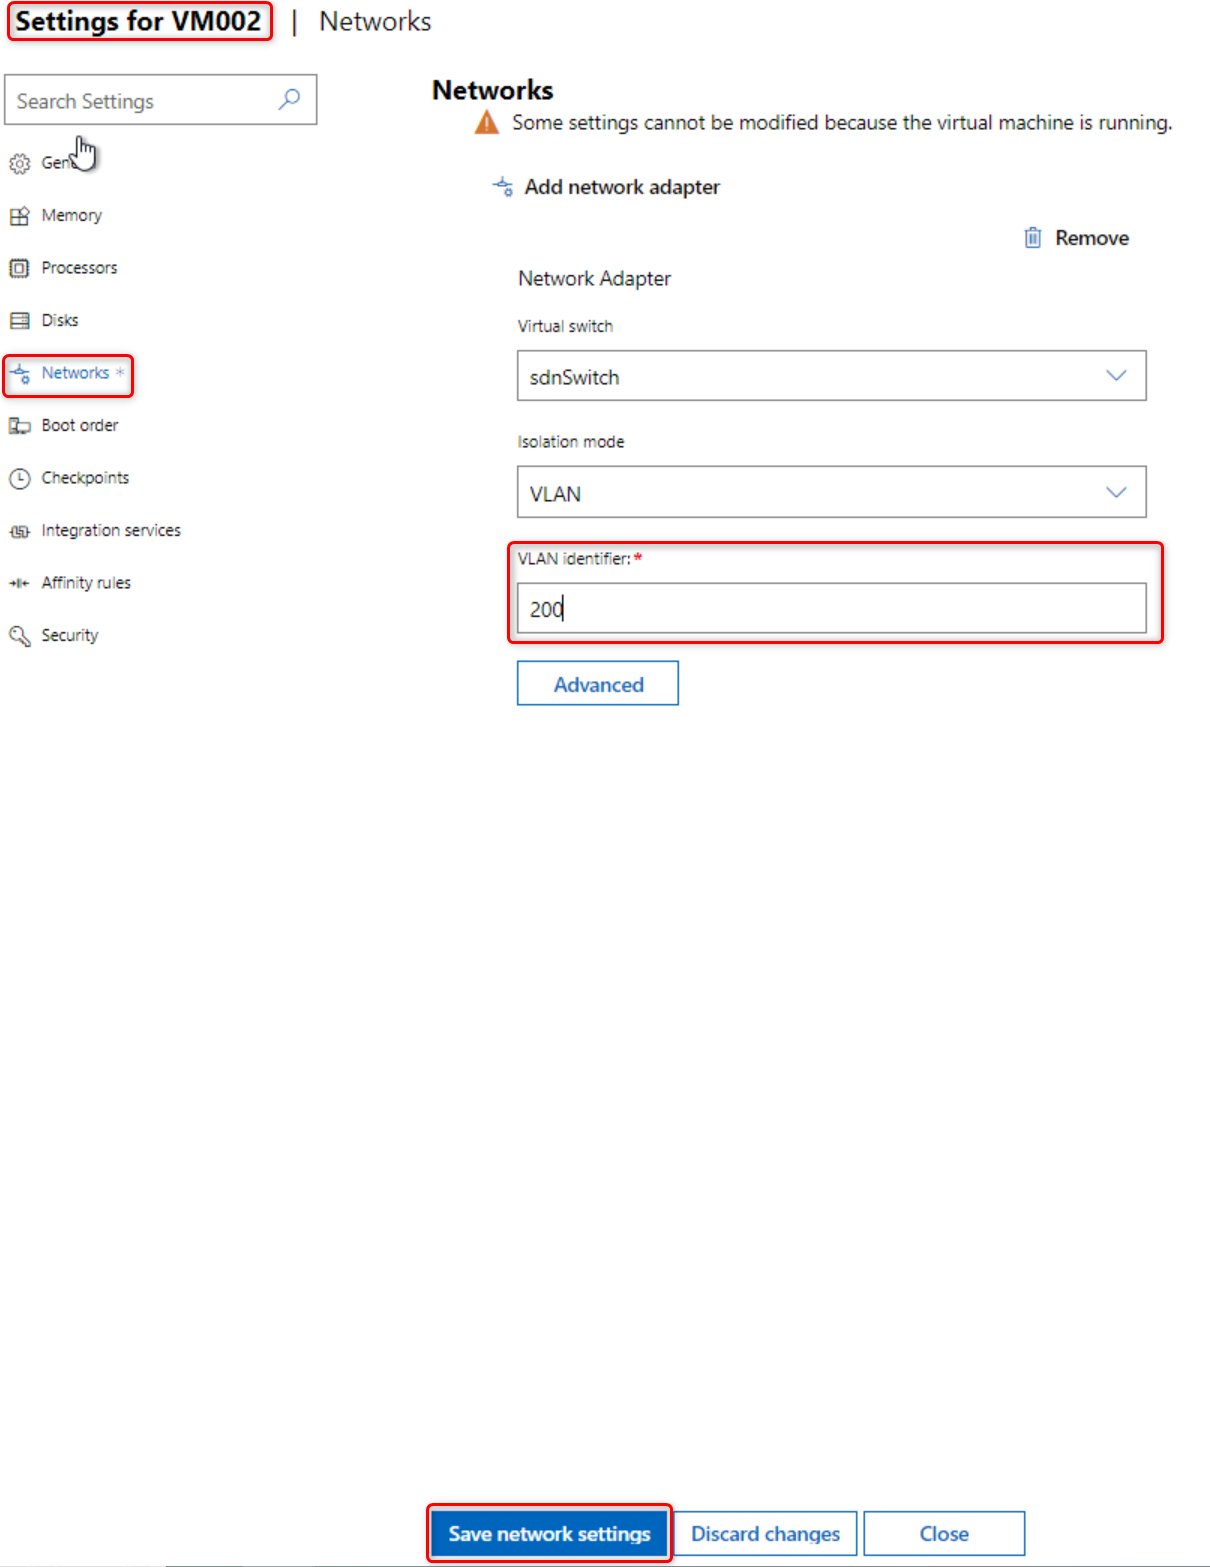 Settings for VM002 | Networks
Search Settings
Networks
Some settings cannot be modified because the virtual machine is running.
Add network adapter
Remove
Memory
Processors
Disks
Networks *
Boot order
Checkpoints
Integration services
Affinity rules
Security
Network Adapter
Virtual switch
sdnSwitch
Isolation mode
VLAN
VLAN identifier: *
200
Advanced
Save network settings
Discard changes
Close